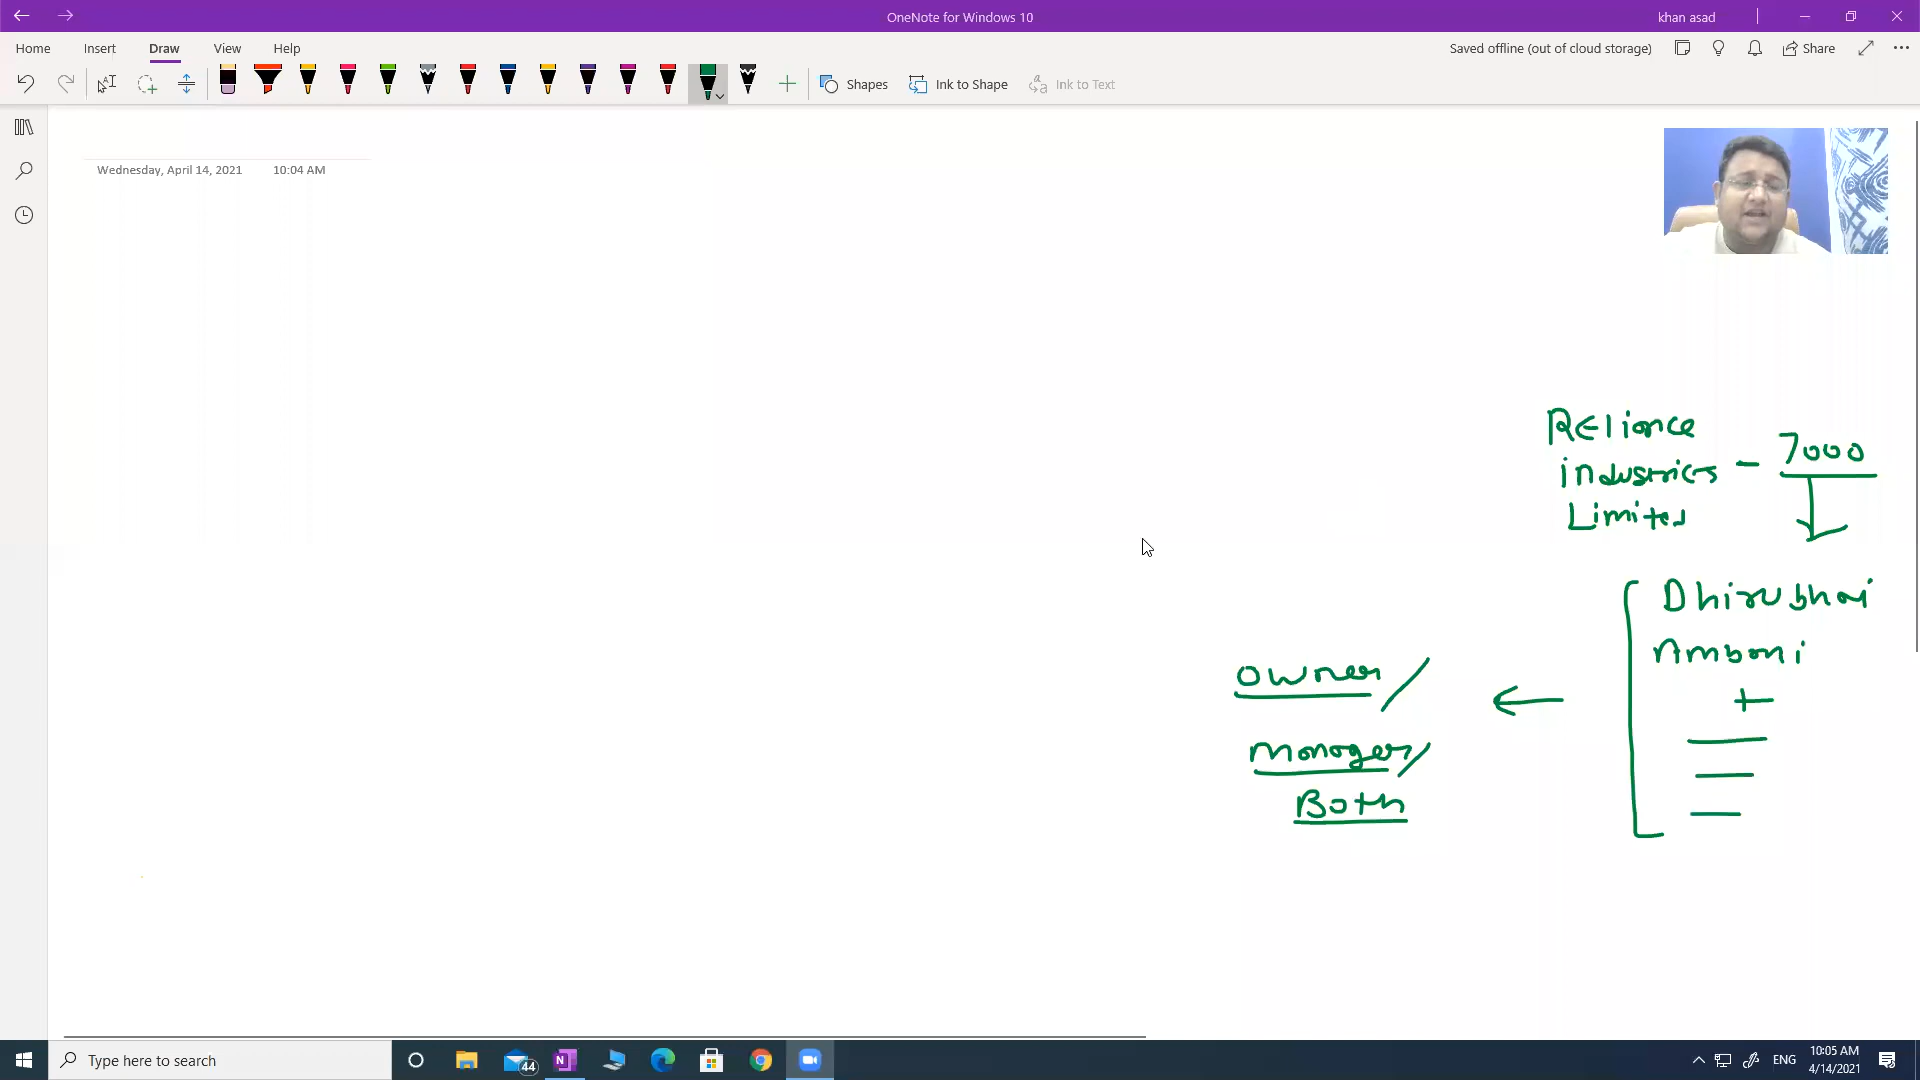 OneNote for Windows 10
khan asad
Home Insert Draw View Help
Saved offline (out of cloud storage)
Share
Shapes
Ink to Shape
Ink to Text
Wednesday, April 14, 2021 10:04 AM
Reliance
industries - 7000
Limited
Dhirubhai
Ambani
+
owner /
manager /
Both
Type here to search
44
ENG
10:05 AM
4/14/2021